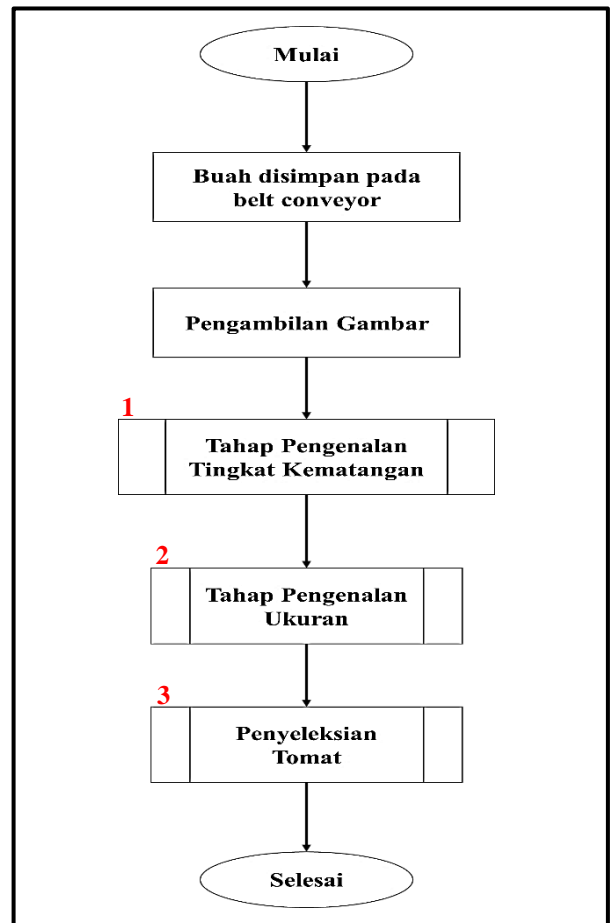 Mulai
Buah disimpan pada
belt conveyor
Pengambilan Gambar
1
Tahap Pengenalan
Tingkat Kematangan
2
Tahap Pengenalan
Ukuran
3
Penyeleksian
Tomat
Selesai